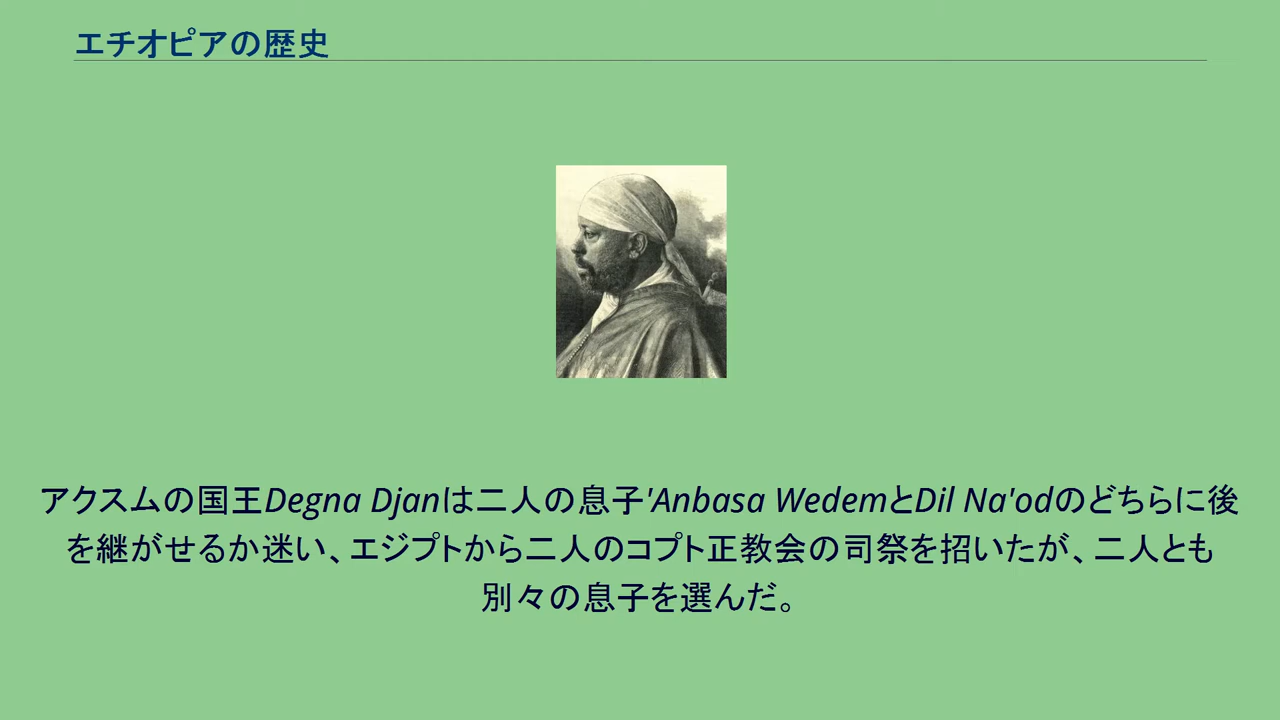 エチオピアの歴史
アクスムの国王Degna Djanは二人の息子'Anbasa WedemとDil Na'odのどちらに後
を継がせるか迷い、エジプトから二人のコプト正教会の司祭を招いたが、二人とも
別々の息子を選んだ。